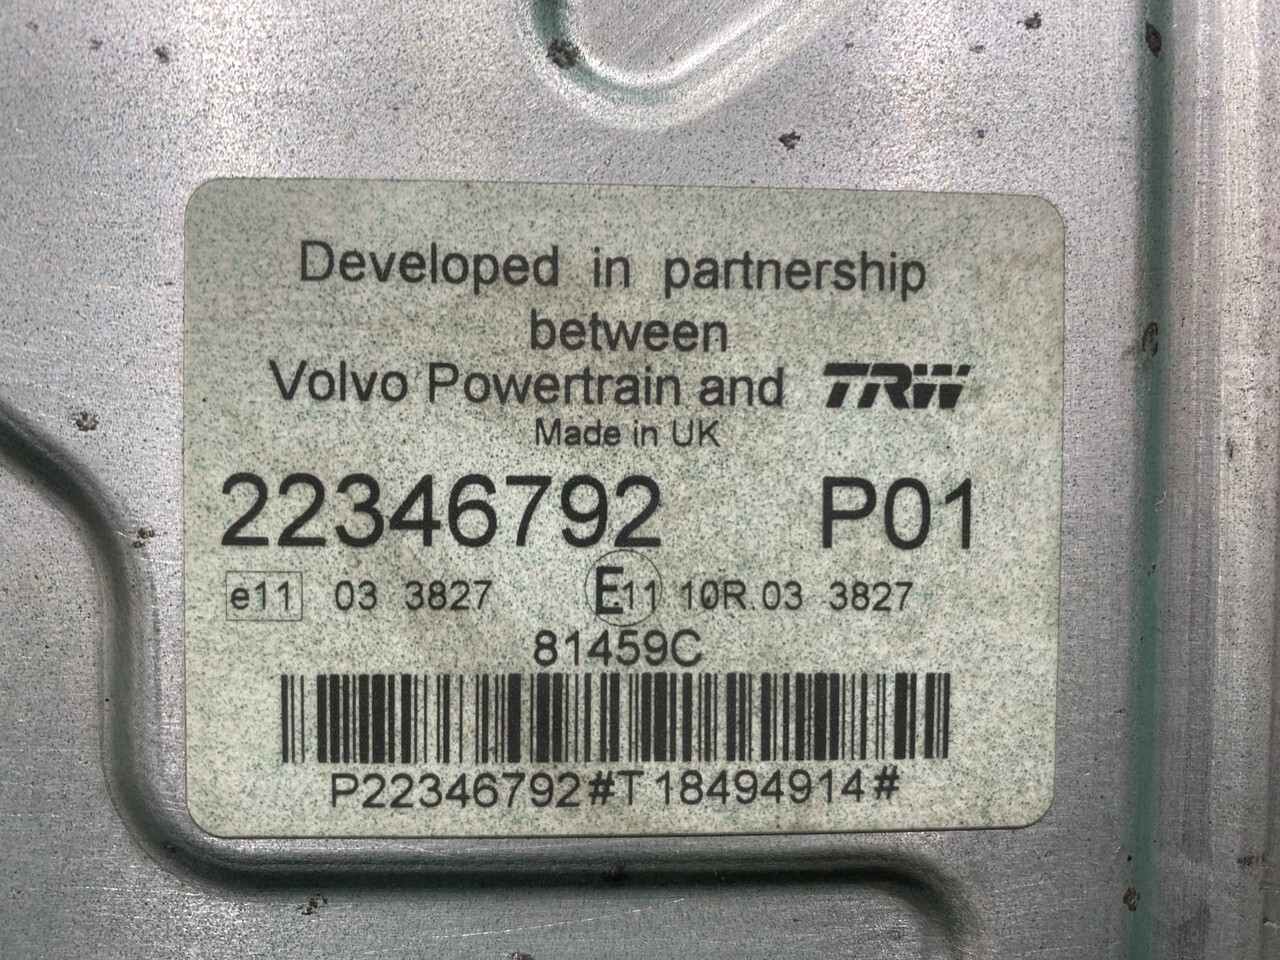 Developed in partnership
between
Volvo Powertrain and TRW
Made in UK
22346792 P01
e11 03 3827 E11 10R.03 3827
81459C
P22346792#T18494914#